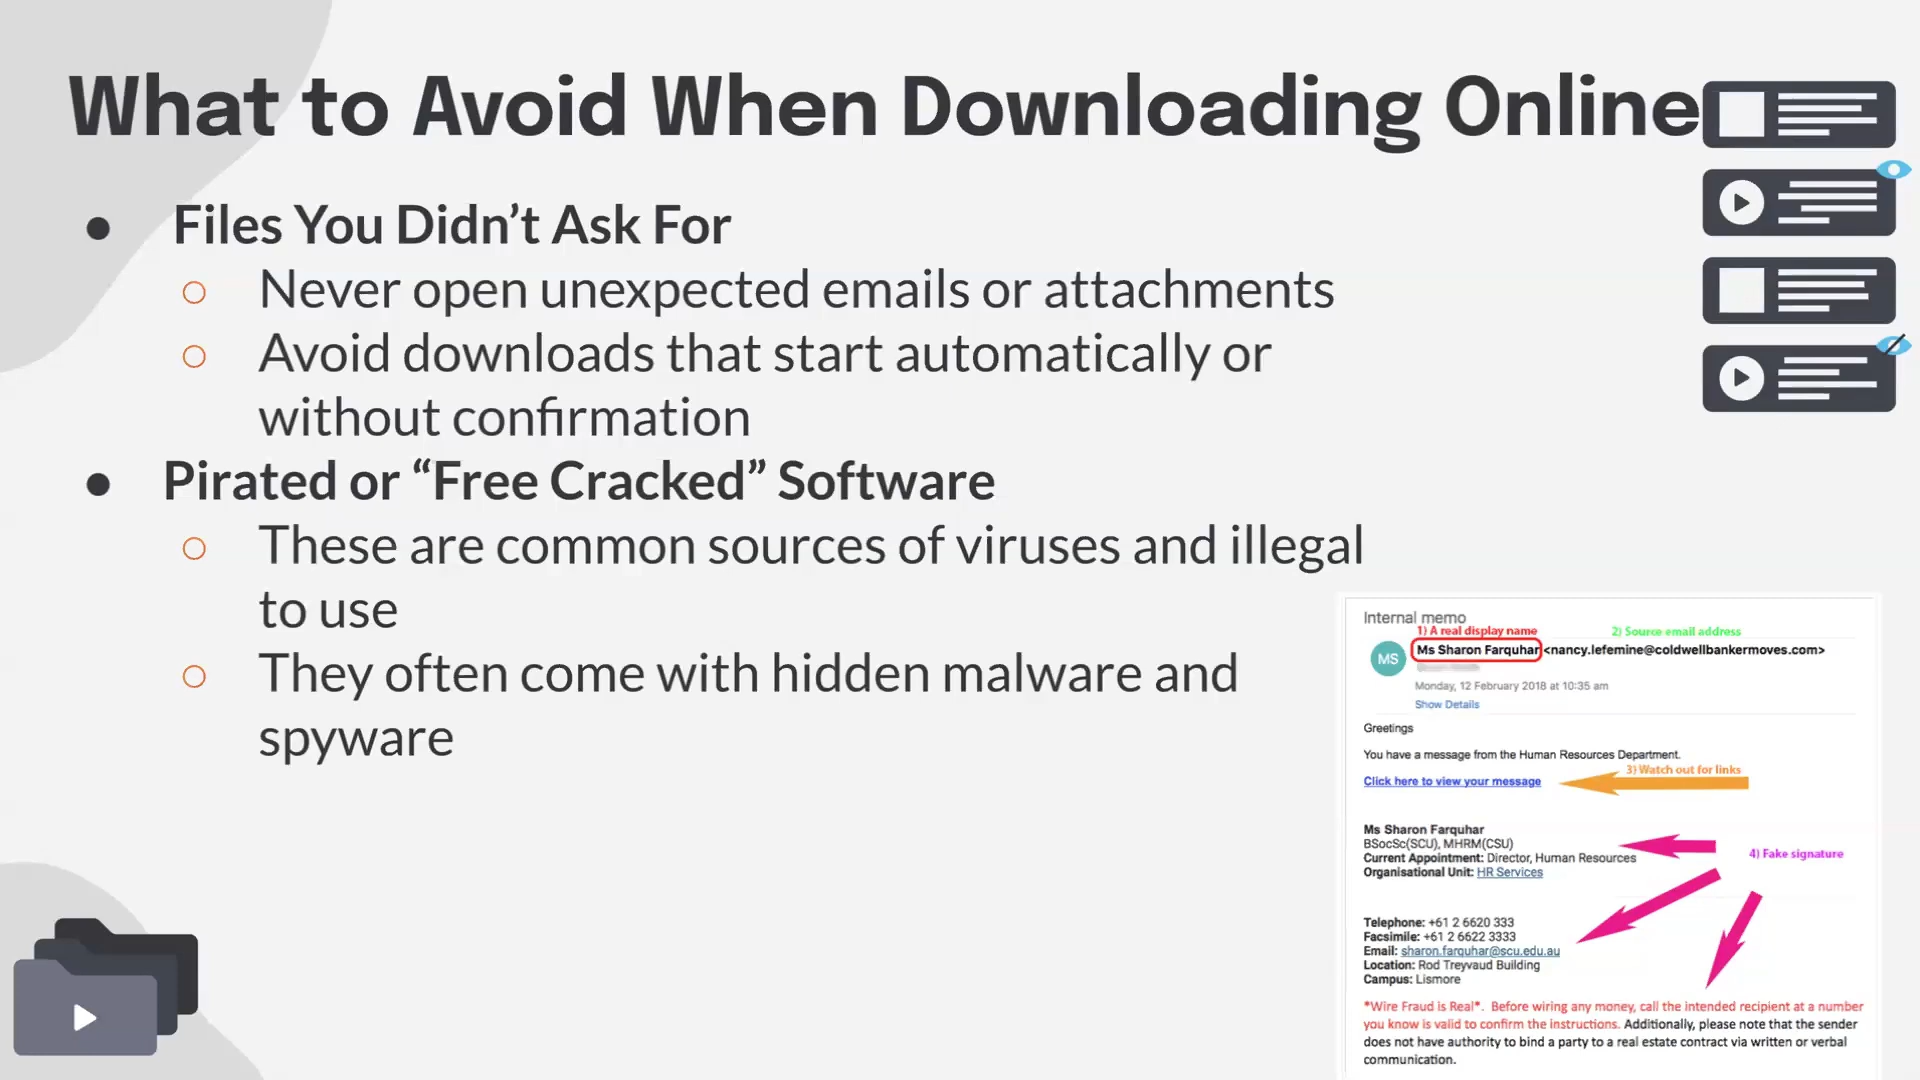 What to Avoid When Downloading Online
● Files You Didn’t Ask For
○ Never open unexpected emails or attachments
○ Avoid downloads that start automatically or
without confirmation
● Pirated or “Free Cracked” Software
○ These are common sources of viruses and illegal
to use
○ They often come with hidden malware and
spyware
Internal memo
1) A real display name
2) Source email address
MS
Ms Sharon Farquhar <nancy.lefemine@coldwellbankermoves.com>
Monday, 12 February 2018 at 10:35 am
Show Details
Greetings
You have a message from the Human Resources Department.
3) Watch out for links
Click here to view your message
Ms Sharon Farquhar
BSocSc(SCU), MHRM(CSU)
4) Fake signature
Current Appointment: Director, Human Resources
Organisational Unit: HR Services
Telephone: +61 2 6620 333
Facsimile: +61 2 6622 3333
Email: sharon.farquhar@scu.edu.au
Location: Rod Treyvaud Building
Campus: Lismore
*Wire Fraud is Real*. Before wiring any money, call the intended recipient at a number
you know is valid to confirm the instructions. Additionally, please note that the sender
does not have authority to bind a party to a real estate contract via written or verbal
communication.